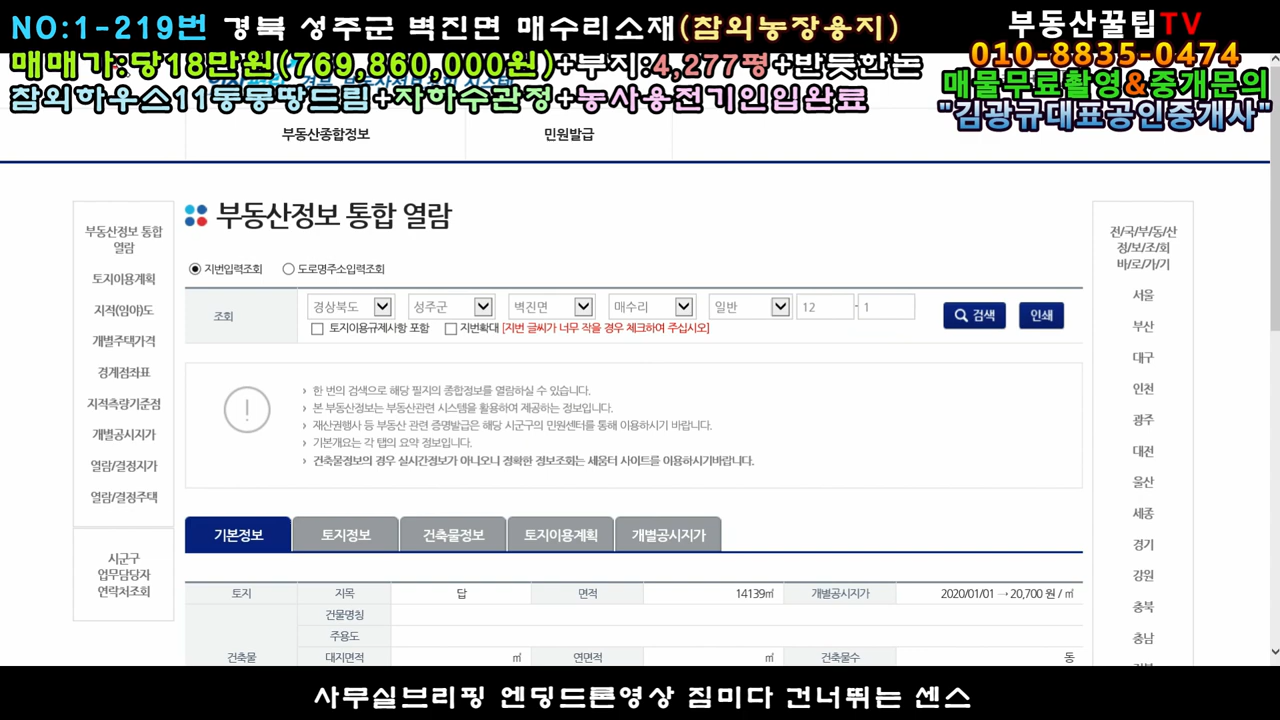 NO:1-219번 경북 성주군 벽진면 매수리소재(참외농장용지)
매매가:당18만원(769,860,000원)+부지:4,277평+반듯한논
참외하우스11동몽땅드림+지하수관정+농사용전기인입완료
부동산꿀팁TV
010-8835-0474
매물무료촬영&중개문의
"김광규대표공인중개사"
부동산종합정보 민원발급
부동산정보 통합 열람
토지이용계획
지적(임야)도
개별주택가격
경계점좌표
지적측량기준점
개별공시지가
열람/결정지가
열람/결정주택
시군구
업무담당자
연락처조회
부동산정보 통합 열람
지번입력조회 도로명주소입력조회
조회 경상북도 성주군 벽진면 매수리 일반 12 - 1 검색 인쇄
토지이용규제사항 포함 지번확대 [지번 글씨가 너무 작을 경우 체크하여 주십시오]
› 한 번의 검색으로 해당 필지의 종합정보를 열람하실 수 있습니다.
› 본 부동산정보는 부동산관련 시스템을 활용하여 제공하는 정보입니다.
› 재산권행사 등 부동산 관련 증명발급은 해당 시군구의 민원센터를 통해 이용하시기 바랍니다.
› 기본개요는 각 탭의 요약 정보입니다.
› 건축물정보의 경우 실시간정보가 아니오니 정확한 정보조회는 세움터 사이트를 이용하시기바랍니다.
기본정보 토지정보 건축물정보 토지이용계획 개별공시지가
토지 지목 답 면적 14139㎡ 개별공시지가 2020/01/01 → 20,700 원 / ㎡
건물명칭
주용도
건축물 대지면적 ㎡ 연면적 ㎡ 건축물수 동
전/국/부/동/산
정/보/조/회
바/로/가/기
서울
부산
대구
인천
광주
대전
울산
세종
경기
강원
충북
충남
사무실브리핑 엔딩드론영상 짐미다 건너뛰는 센스